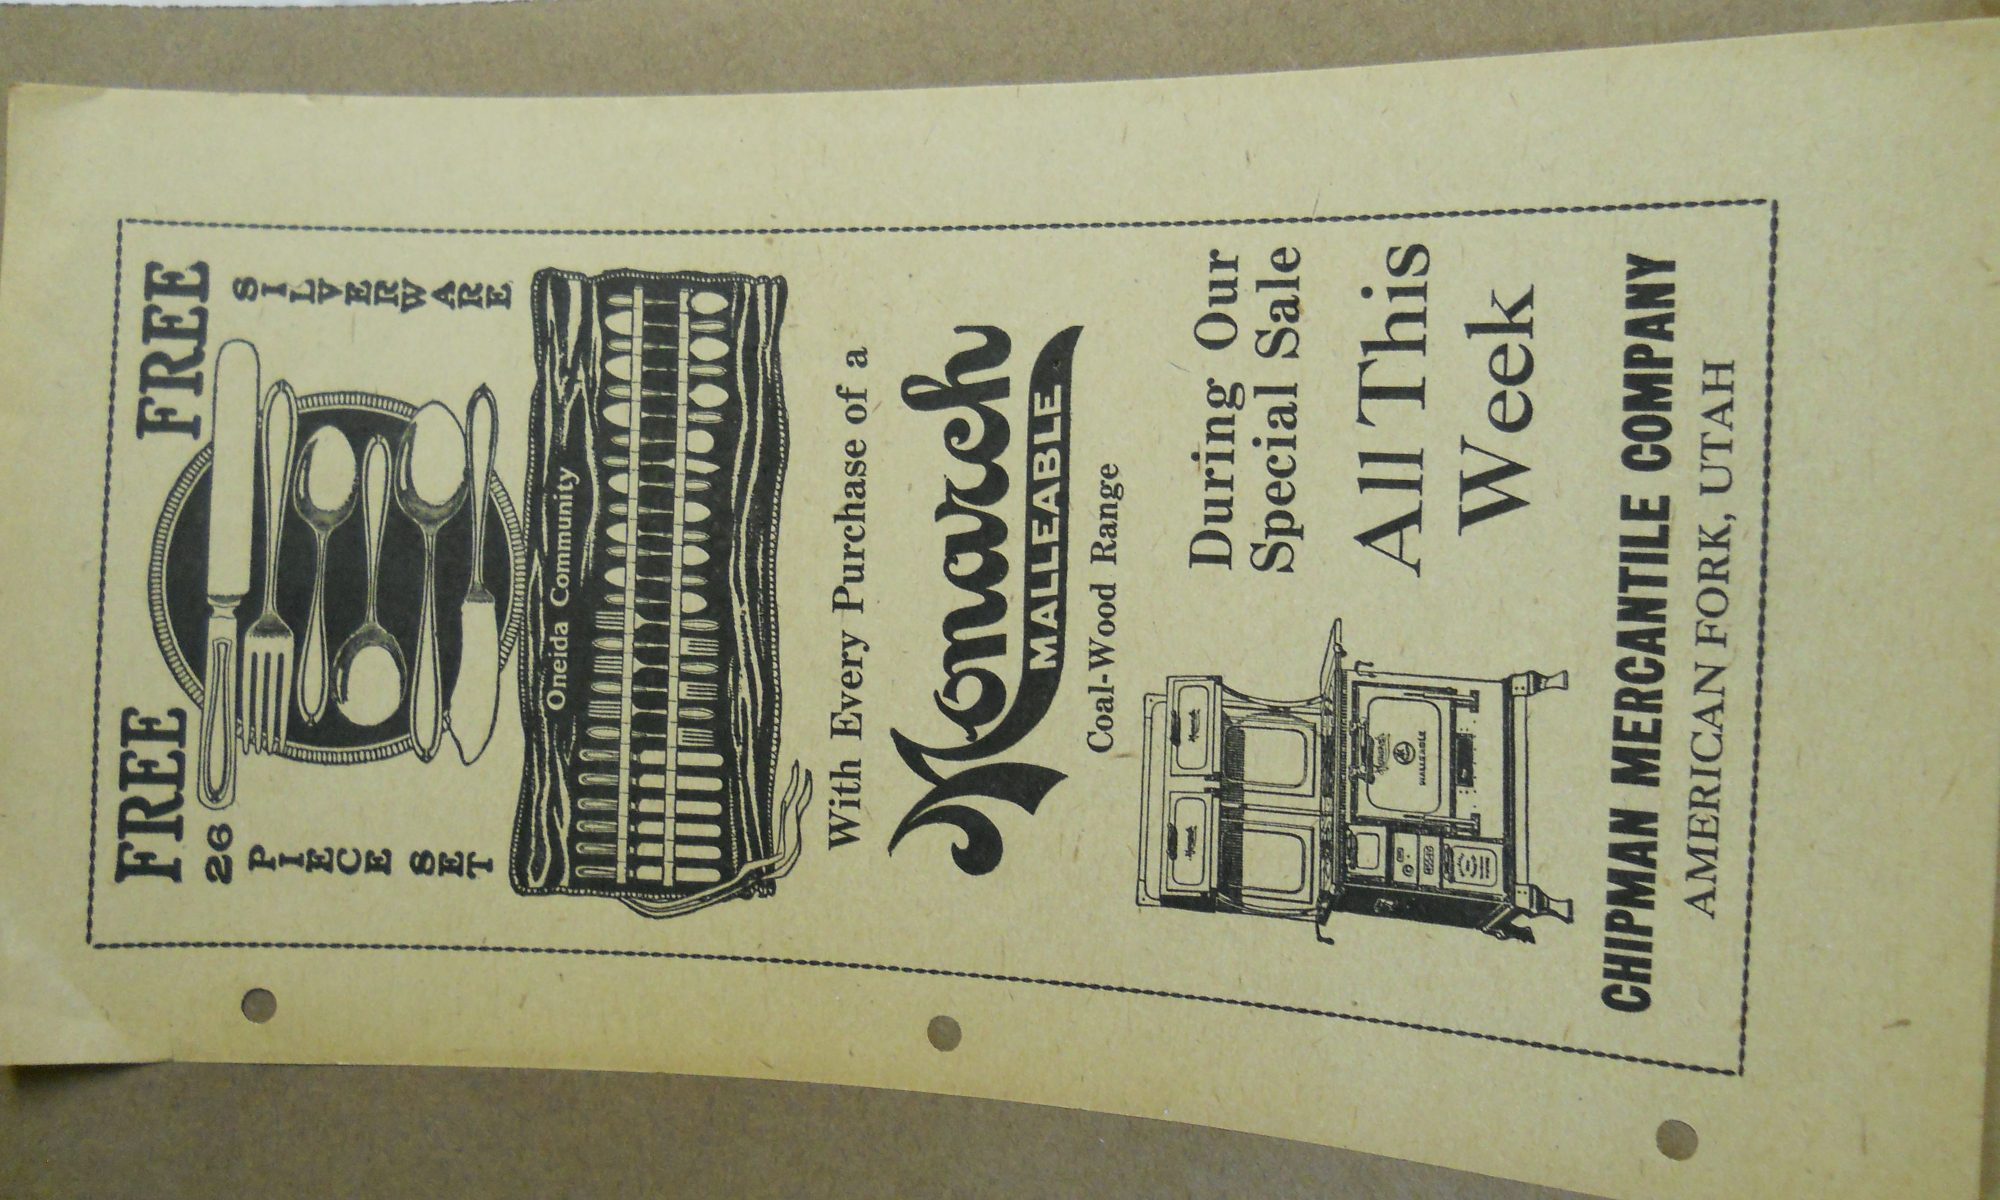 FREE FREE
26 PIECE SET
SILVERWARE
Oneida Community
With Every Purchase of a
Monarch
MALLEABLE
Coal-Wood Range
During Our
Special Sale
All This
Week
MALLEABLE
CHIPMAN MERCANTILE COMPANY
AMERICAN FORK, UTAH